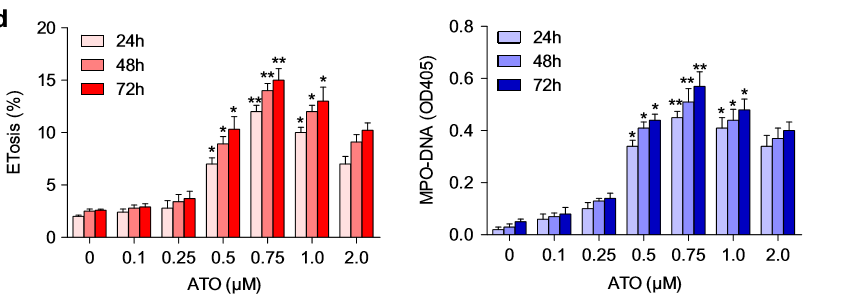 d
ETosis (%)
20
15
10
5
0
24h
48h
72h
* * * ** ** ** * * *
0 0.1 0.25 0.5 0.75 1.0 2.0
ATO (μM)
MPO-DNA (OD405)
0.8
0.6
0.4
0.2
0.0
24h
48h
72h
* * * ** ** ** * * *
0 0.1 0.25 0.5 0.75 1.0 2.0
ATO (μM)